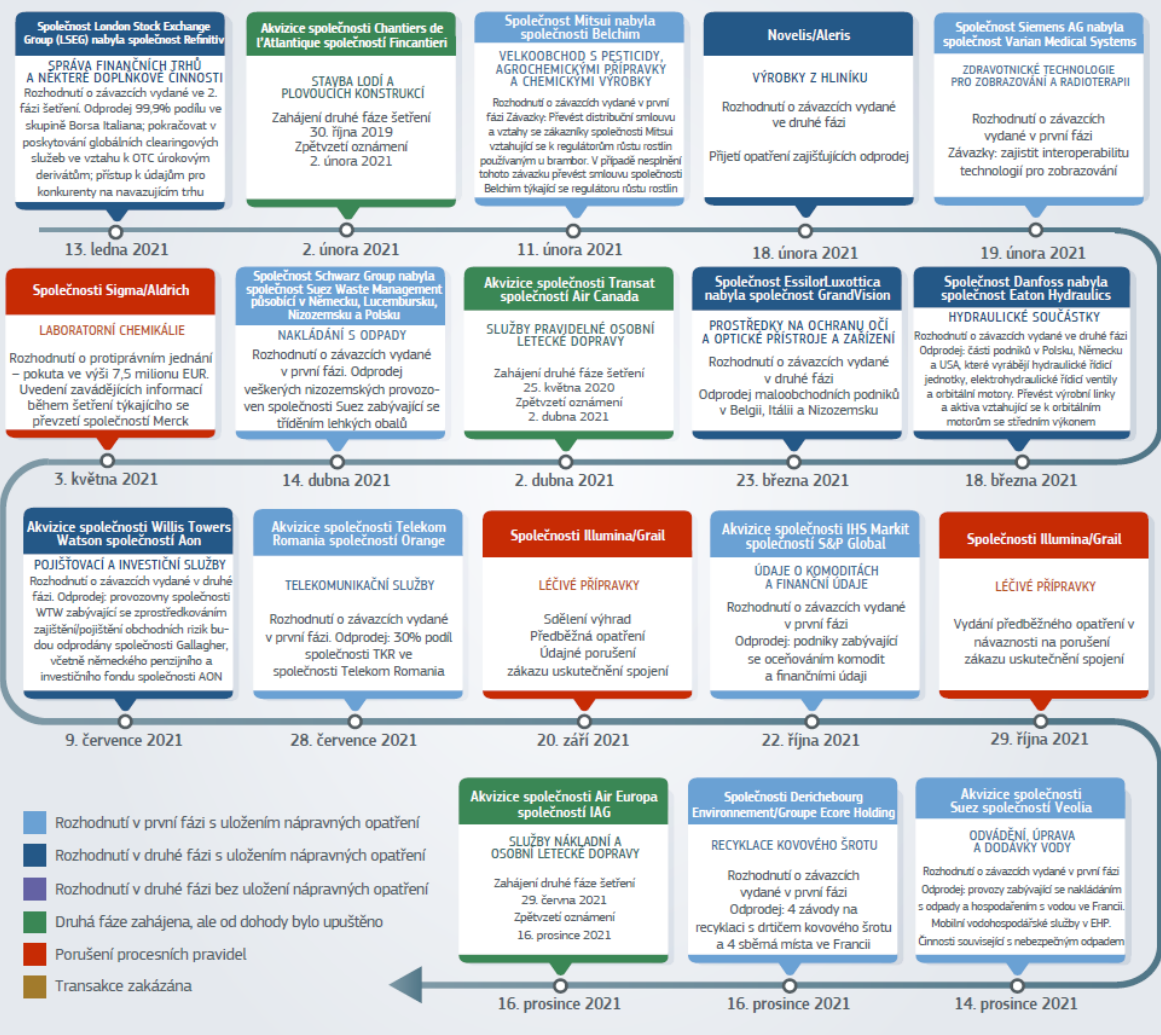 Společnost London Stock Exchange
Group (LSEG) nabyla společnost Refinitiv
SPRÁVA FINANČNÍCH TRHŮ
A NĚKTERÉ DOPLŇKOVÉ ČINNOSTI
Rozhodnutí o závazcích vydané ve 2.
fázi šetření. Odprodej 99,9% podílu ve
skupině Borsa Italiana; pokračovat v
poskytování globálních clearingových
služeb ve vztahu k OTC úrokovým
derivátům; přístup k údajům pro
konkurenty na navazujícím trhu
13. ledna 2021
Akvizice společnosti Chantiers de
l'Atlantique společností Fincantieri
STAVBA LODÍ A
PLOVOUCÍCH KONSTRUKCÍ
Zahájení druhé fáze šetření
30. října 2019
Zpětvzetí oznámení
2. února 2021
2. února 2021
Společnost Mitsui nabyla
společnosti Belchim
VELKOOBCHOD S PESTICIDY,
AGROCHEMICKÝMI PŘÍPRAVKY
A CHEMICKÝMI VÝROBKY
Rozhodnutí o závazcích vydané v první
fázi Závazky: Převést distribuční smlouvu
a vztahy se zákazníky společnosti Mitsui
vztahující se k regulátorům růstu rostlin
používaným u brambor. V případě nesplnění
tohoto závazku převést smlouvu společnosti
Belchim týkající se regulátoru růstu rostlin
11. února 2021
Novelis/Aleris
VÝROBKY Z HLINÍKU
Rozhodnutí o závazcích vydané
ve druhé fázi
Přijetí opatření zajišťujících odprodej
18. února 2021
Společnost Siemens AG nabyla
společnost Varian Medical Systems
ZDRAVOTNICKÉ TECHNOLOGIE
PRO ZOBRAZOVÁNÍ A RADIOTERAPII
Rozhodnutí o závazcích
vydané v první fázi
Závazky: zajistit interoperabilitu
technologií pro zobrazování
19. února 2021
Společnosti Sigma/Aldrich
LABORATORNÍ CHEMIKÁLIE
Rozhodnutí o protiprávním jednání
– pokuta ve výši 7,5 milionu EUR.
Uvedení zavádějících informací
během šetření týkajícího se
převzetí společností Merck
3. květná 2021
Společnost Schwarz Group nabyla
společnost Suez Waste Management
působící v Německu, Lucembursku,
Nizozemsku a Polsku
NAKLÁDÁNÍ S ODPADY
Rozhodnutí o závazcích vydané
v první fázi. Odprodej
veškerých nizozemských provozo-
ven společnosti Suez zabývající se
tříděním lehkých obalů
14. dubna 2021
Akvizice společnosti Transat
společností Air Canada
SLUŽBY PRAVIDELNÉ OSOBNÍ
LETECKÉ DOPRAVY
Zahájení druhé fáze šetření
25. května 2020
Zpětvzetí oznámení
2. dubna 2021
2. dubna 2021
Společnost EssilorLuxottica
nabyla společnost GrandVision
PROSTŘEDKY NA OCHRANU OČÍ
A OPTICKÉ PŘÍSTROJE A ZAŘÍZENÍ
Rozhodnutí o závazcích vydané
v druhé fázi
Odprodej maloobchodních podniků
v Belgii, Itálii a Nizozemsku
23. března 2021
Společnost Danfoss nabyla
společnost Eaton Hydraulics
HYDRAULICKÉ SOUČÁSTKY
Rozhodnutí o závazcích vydané ve druhé fázi
Odprodej: části podniků v Polsku, Německu
a USA, které vyrábějí hydraulické řídicí
jednotky, elektrohydraulické řídicí ventily
a orbitální motory. Převést výrobní linky
a aktiva vztahující se k orbitálním
motorům se středním výkonem
18. března 2021
Akvizice společnosti Willis Towers
Watson společností Aon
POJIŠŤOVACÍ A INVESTIČNÍ SLUŽBY
Rozhodnutí o závazcích vydané v druhé
fázi. Odprodej: provozovny společnosti
WTW zabývající se zprostředkováním
zajištění/pojištění obchodních rizik bu-
dou odprodány společnosti Gallagher,
včetně německého penzijního a
investičního fondu společnosti AON
9. července 2021
Akvizice společnosti Telekom
Romania společností Orange
TELEKOMUNIKAČNÍ SLUŽBY
Rozhodnutí o závazcích vydané
v první fázi. Odprodej: 30% podíl
společnosti TKR ve
společnosti Telekom Romania
28. července 2021
Společnosti Illumina/Grail
LÉČIVÉ PŘÍPRAVKY
Sdělení výhrad
Předběžná opatření
Údajné porušení
zákazu uskutečnění spojení
20. září 2021
Akvizice společnosti IHS Markit
společností S&P Global
ÚDAJE O KOMODITÁCH
A FINANČNÍ ÚDAJE
Rozhodnutí o závazcích vydané
v první fázi
Odprodej: podniky zabývající
se oceňováním komodit
a finančními údaji
22. října 2021
Společnosti Illumina/Grail
LÉČIVÉ PŘÍPRAVKY
Vydání předběžného opatření v
návaznosti na porušení
zákazu uskutečnění spojení
29. října 2021
Rozhodnutí v první fázi s uložením nápravných opatření
Rozhodnutí v druhé fázi s uložením nápravných opatření
Rozhodnutí v druhé fázi bez uložení nápravných opatření
Druhá fáze zahájena, ale od dohody bylo upuštěno
Porušení procesních pravidel
Transakce zakázána
Akvizice společnosti Air Europa
společností IAG
SLUŽBY NÁKLADNÍ A
OSOBNÍ LETECKÉ DOPRAVY
Zahájení druhé fáze šetření
29. června 2021
Zpětvzetí oznámení
16. prosince 2021
16. prosince 2021
Společnosti Derichebourg
Environnement/Groupe Ecore Holding
RECYKLACE KOVOVÉHO ŠROTU
Rozhodnutí o závazcích
vydané v první fázi
Odprodej: 4 závody na
recyklaci s drtičem kovového šrotu
a 4 sběrná místa ve Francii
16. prosince 2021
Akvizice společnosti
Suez společností Veolia
ODVÁDĚNÍ, ÚPRAVA
A DODÁVKY VODY
Rozhodnutí o závazcích vydané v první fázi
Odprodej: provozy zabývající se nakládáním
s odpady a hospodařením s vodou ve Francii.
Mobilní vodohospodářské služby v EHP.
Činnosti související s nebezpečným odpadem
14. prosince 2021